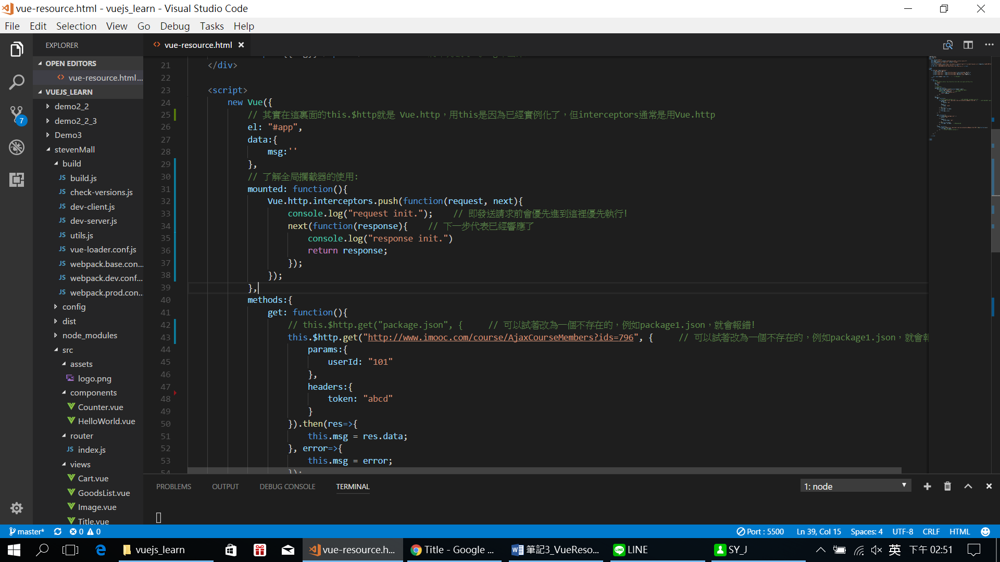 vue-resource.html - vuejs_learn - Visual Studio Code
File Edit Selection View Go Debug Tasks Help
EXPLORER
OPEN EDITORS
vue-resource.html...
VUEJS_LEARN
demo2_2
demo2_2_3
Demo3
stevenMall
build
JS build.js
JS check-versions.js
JS dev-client.js
JS dev-server.js
JS utils.js
JS vue-loader.conf.js
JS webpack.base.con...
JS webpack.dev.conf...
JS webpack.prod.con...
config
dist
node_modules
src
assets
logo.png
components
Counter.vue
HelloWorld.vue
router
JS index.js
views
Cart.vue
GoodsList.vue
Image.vue
Title.vue
7
vue-resource.html
21 </div>
22
23 <script>
24 new Vue({
25 // 其實在這裏面的this.$http就是 Vue.http，用this是因為已經實例化了，但interceptors通常是用Vue.http
26 el: "#app",
27 data:{
28 msg:''
29 },
30 // 了解全局攔截器的使用:
31 mounted: function(){
32 Vue.http.interceptors.push(function(request, next){
33 console.log("request init."); // 即發送請求前會優先進到這裡優先執行!
34 next(function(response){ // 下一步代表已經響應了
35 console.log("response init.")
36 return response;
37 });
38 });
39 },
40 methods:{
41 get: function(){
42 // this.$http.get("package.json", { // 可以試著改為一個不存在的，例如package1.json，就會報錯!
43 this.$http.get("http://www.imooc.com/course/AjaxCourseMembers?ids=796", { // 可以試著改為一個不存在的，例如package1.json，就會報
44 params:{
45 userId: "101"
46 },
47 headers:{
48 token: "abcd"
49 }
50 }).then(res=>{
51 this.msg = res.data;
52 }, error=>{
53 this.msg = error;
54 });
PROBLEMS OUTPUT DEBUG CONSOLE TERMINAL 1: node
master* 0 0 Port : 5500 Ln 39, Col 15 Spaces: 4 UTF-8 CRLF HTML
vuejs_learn vue-resource.h... Title - Google ... 筆記3_VueReso... LINE SY_J 英 下午 02:51